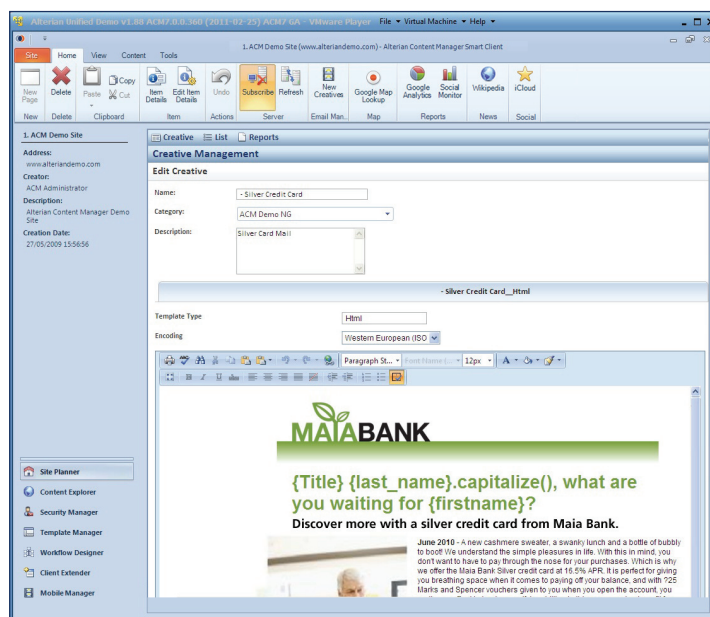 Alterian Unified Demo v1.88 ACM7.0.0.360 (2011-02-25) ACM7 GA - VMware Player File Virtual Machine Help
1. ACM Demo Site (www.alteriandemo.com) - Alterian Content Manager Smart Client
Site Home View Content Tools
New Page
Delete
Paste
Copy
Cut
Item Details
Edit Item Details
Undo
Subscribe
Refresh
New Creatives
Google Map Lookup
Google Analytics
Social Monitor
Wikipedia
iCloud
New Delete Clipboard Item Actions Server Email Man... Map Reports News Social
1. ACM Demo Site
Address:
www.alteriandemo.com
Creator:
ACM Administrator
Description:
Alterian Content Manager Demo
Site
Creation Date:
27/05/2009 15:56:56
Site Planner
Content Explorer
Security Manager
Template Manager
Workflow Designer
Client Extender
Mobile Manager
Creative List Reports
Creative Management
Edit Creative
Name: - Silver Credit Card
Category: ACM Demo NG
Description: Silver Card Mail
- Silver Credit Card__Html
Template Type Html
Encoding Western European (ISO
Paragraph St... Font Name (... 12px A
B I U abc
MAIABANK
{Title} {last_name}.capitalize(), what are
you waiting for {firstname}?
Discover more with a silver credit card from Maia Bank.
June 2010 - A new cashmere sweater, a swanky lunch and a bottle of bubbly
to boot! We understand the simple pleasures in life. With this in mind, you
don't want to have to pay through the nose for your purchases. Which is why
we offer the Maia Bank Silver credit card at 16.5% APR. It is perfect for giving
you breathing space when it comes to paying off your balance, and with ?25
Marks and Spencer vouchers given to you when you open the account, you